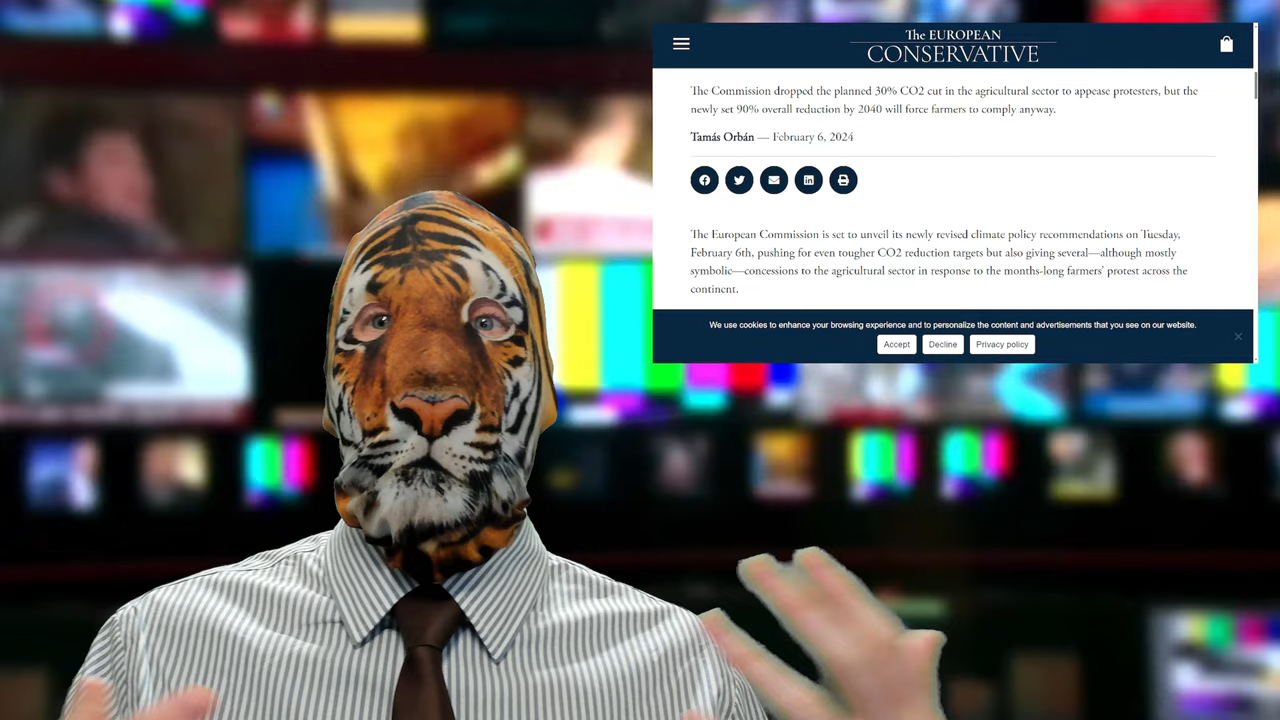 The EUROPEAN
CONSERVATIVE
The Commission dropped the planned 30% CO2 cut in the agricultural sector to appease protesters, but the
newly set 90% overall reduction by 2040 will force farmers to comply anyway.
Tamás Orbán — February 6, 2024
The European Commission is set to unveil its newly revised climate policy recommendations on Tuesday,
February 6th, pushing for even tougher CO2 reduction targets but also giving several—although mostly
symbolic—concessions to the agricultural sector in response to the months-long farmers' protest across the
continent.
We use cookies to enhance your browsing experience and to personalize the content and advertisements that you see on our website.
Accept Decline Privacy policy